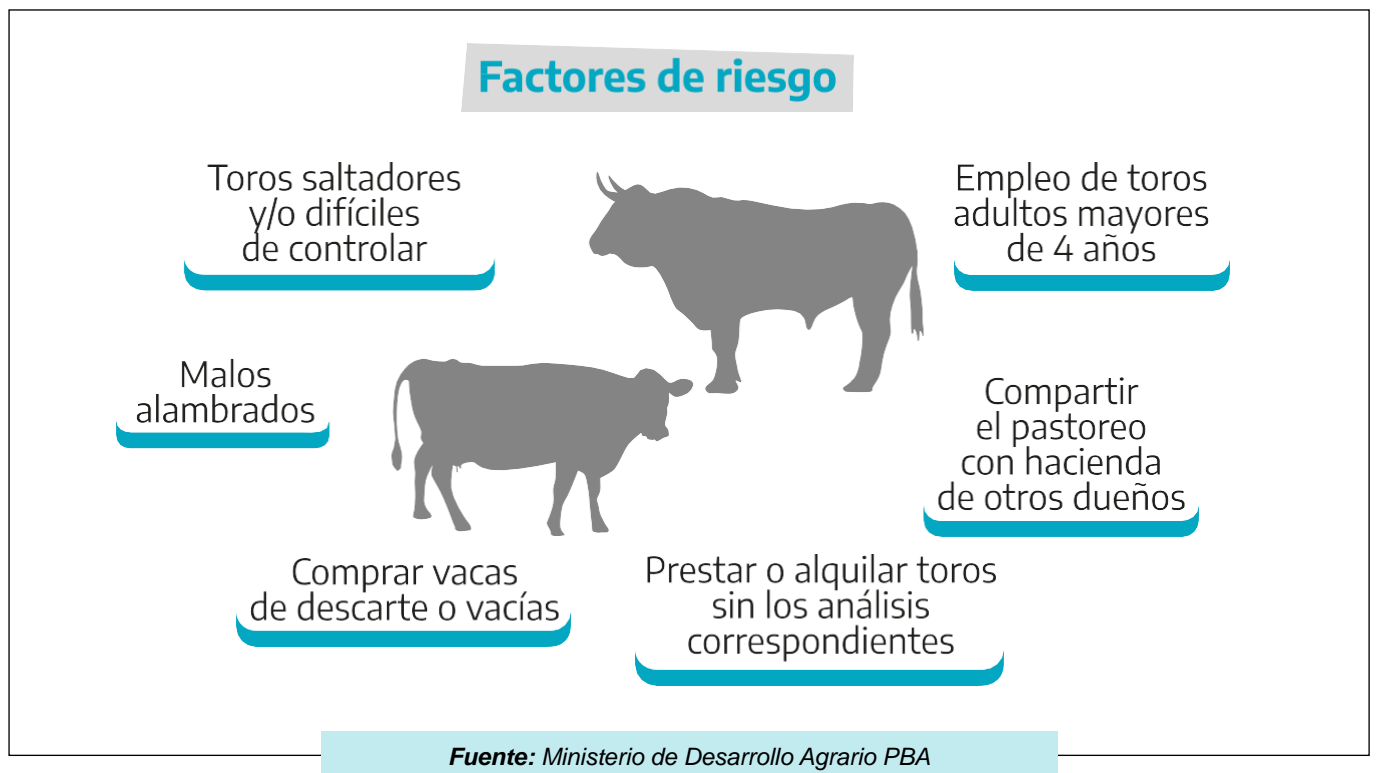 Factores de riesgo
Toros saltadores
y/o difíciles
de controlar
Empleo de toros
adultos mayores
de 4 años
Malos
alambrados
Compartir
el pastoreo
con hacienda
de otros dueños
Comprar vacas
de descarte o vacías
Prestar o alquilar toros
sin los análisis
correspondientes
Fuente: Ministerio de Desarrollo Agrario PBA